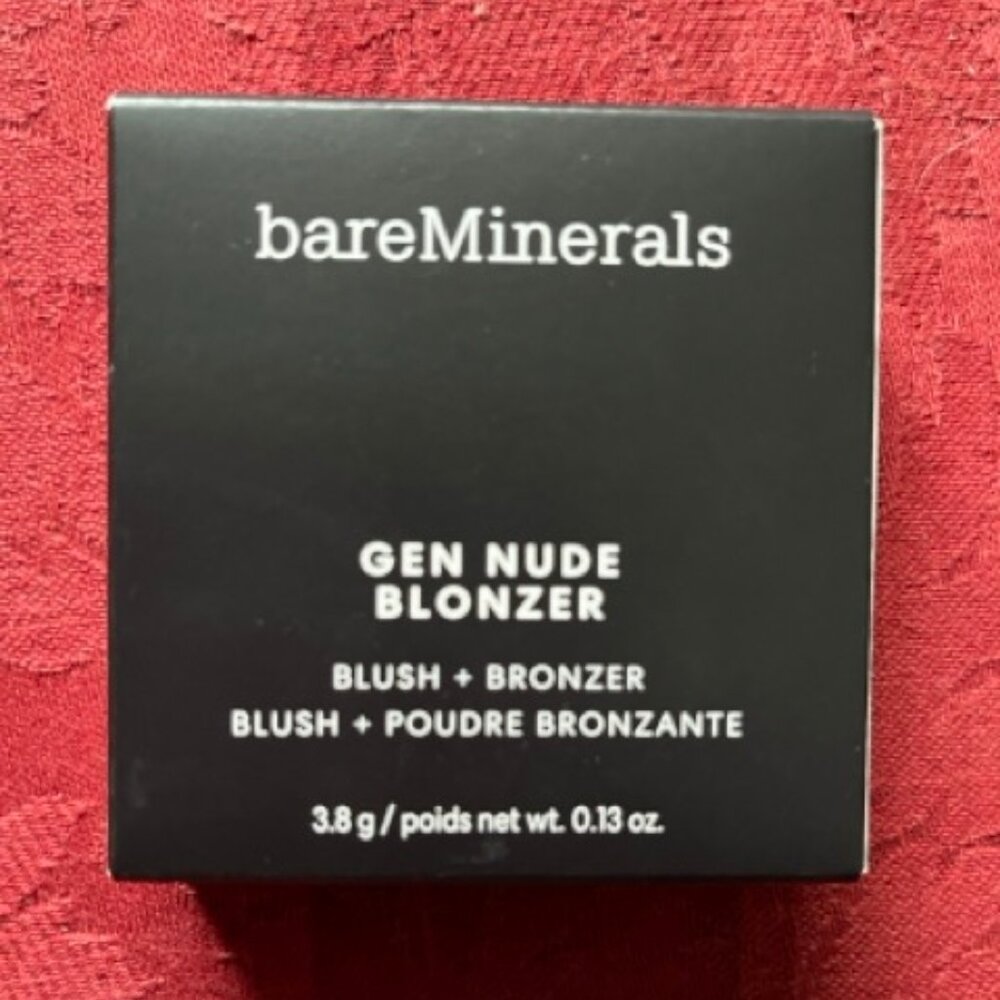 bareMinerals
GEN NUDE
BLONZER
BLUSH + BRONZER
BLUSH + POUDRE BRONZANTE
3.8 g / poids net wt. 0.13 oz.